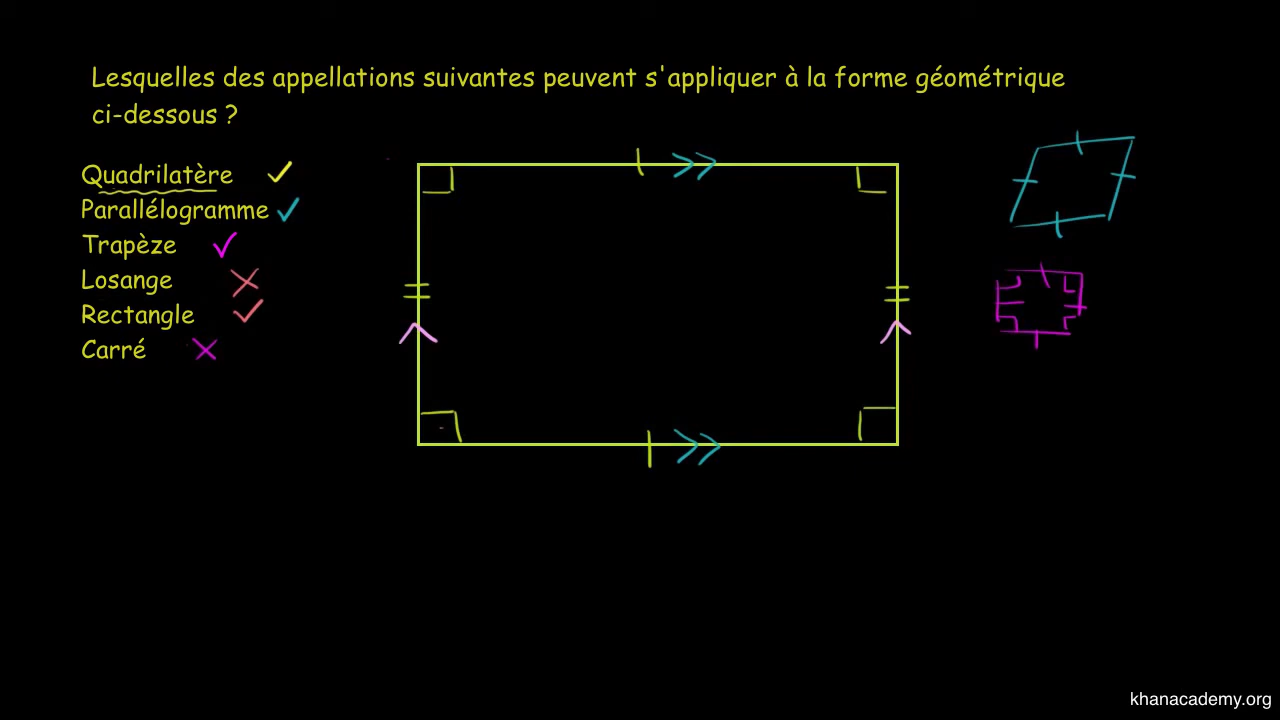 Lesquelles des appellations suivantes peuvent s'appliquer à la forme géométrique
ci-dessous ?
Quadrilatère
Parallélogramme
Trapèze
Losange
Rectangle
Carré
khanacademy.org